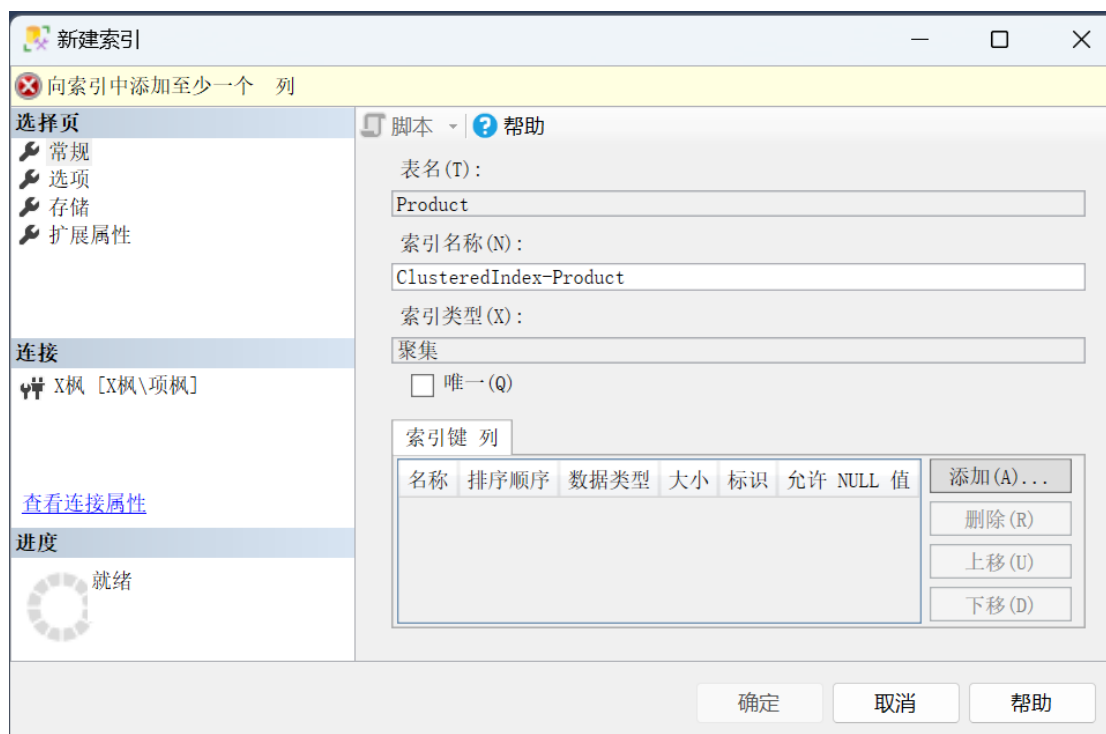 新建索引
向索引中添加至少一个 列
选择页
常规
选项
存储
扩展属性
连接
X枫 [X枫\项枫]
查看连接属性
进度
就绪
脚本 帮助
表名(T):
Product
索引名称(N):
ClusteredIndex-Product
索引类型(X):
聚集
唯一(Q)
索引键 列
名称 排序顺序 数据类型 大小 标识 允许 NULL 值
添加(A)...
删除(R)
上移(U)
下移(D)
确定 取消 帮助